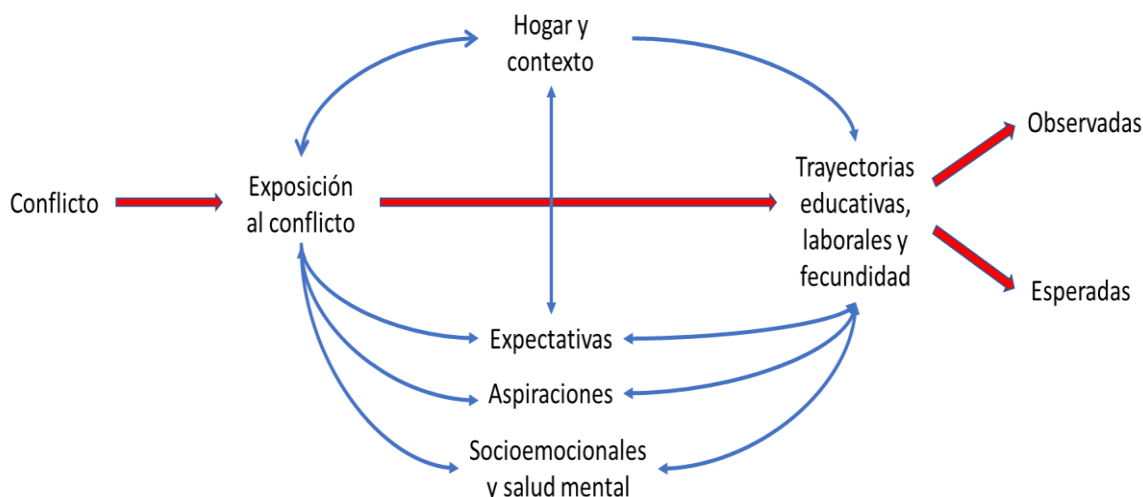 Hogar y
contexto
Observadas
Conflicto
Exposición
al conflicto
Trayectorias
educativas,
laborales y
fecundidad
Esperadas
Expectativas
Aspiraciones
Socioemocionales
y salud mental